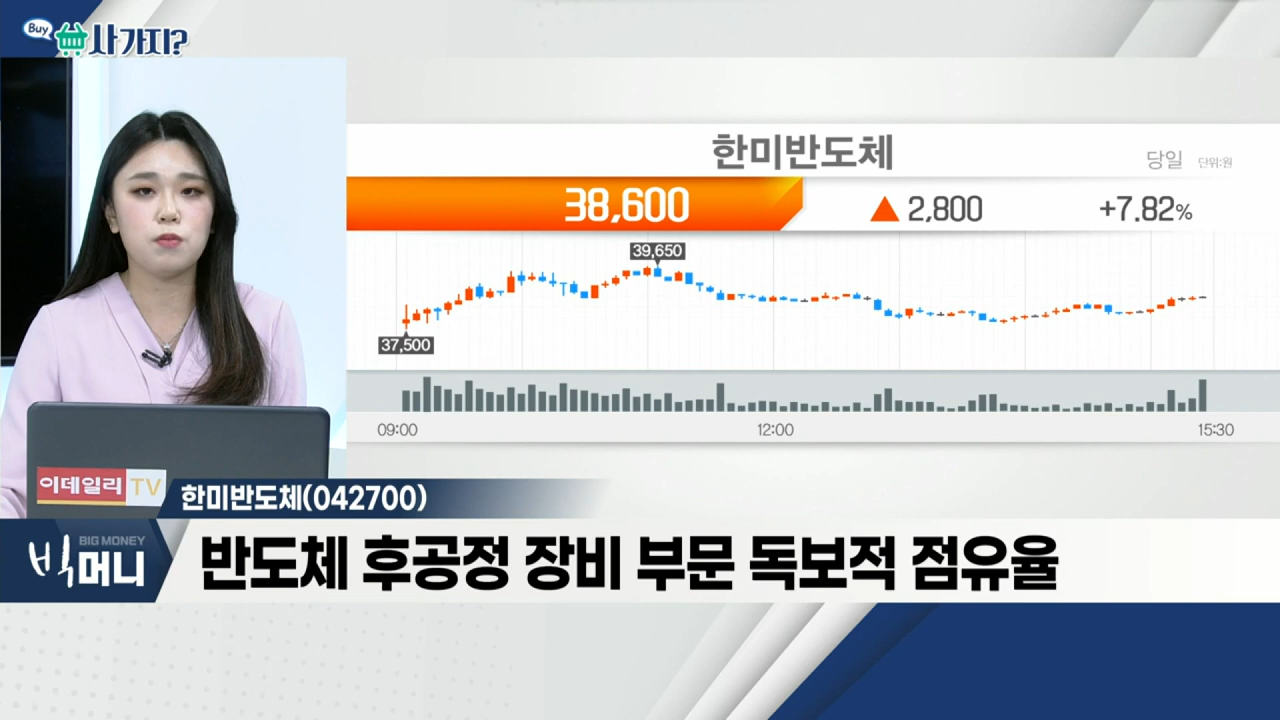 Buy
사가지?
한미반도체
당일 단위:원
38,600 ▲ 2,800 +7.82%
39,650
37,500
09:00 12:00 15:30
이데일리TV
한미반도체(042700)
BIG MONEY
빅머니
반도체 후공정 장비 부문 독보적 점유율